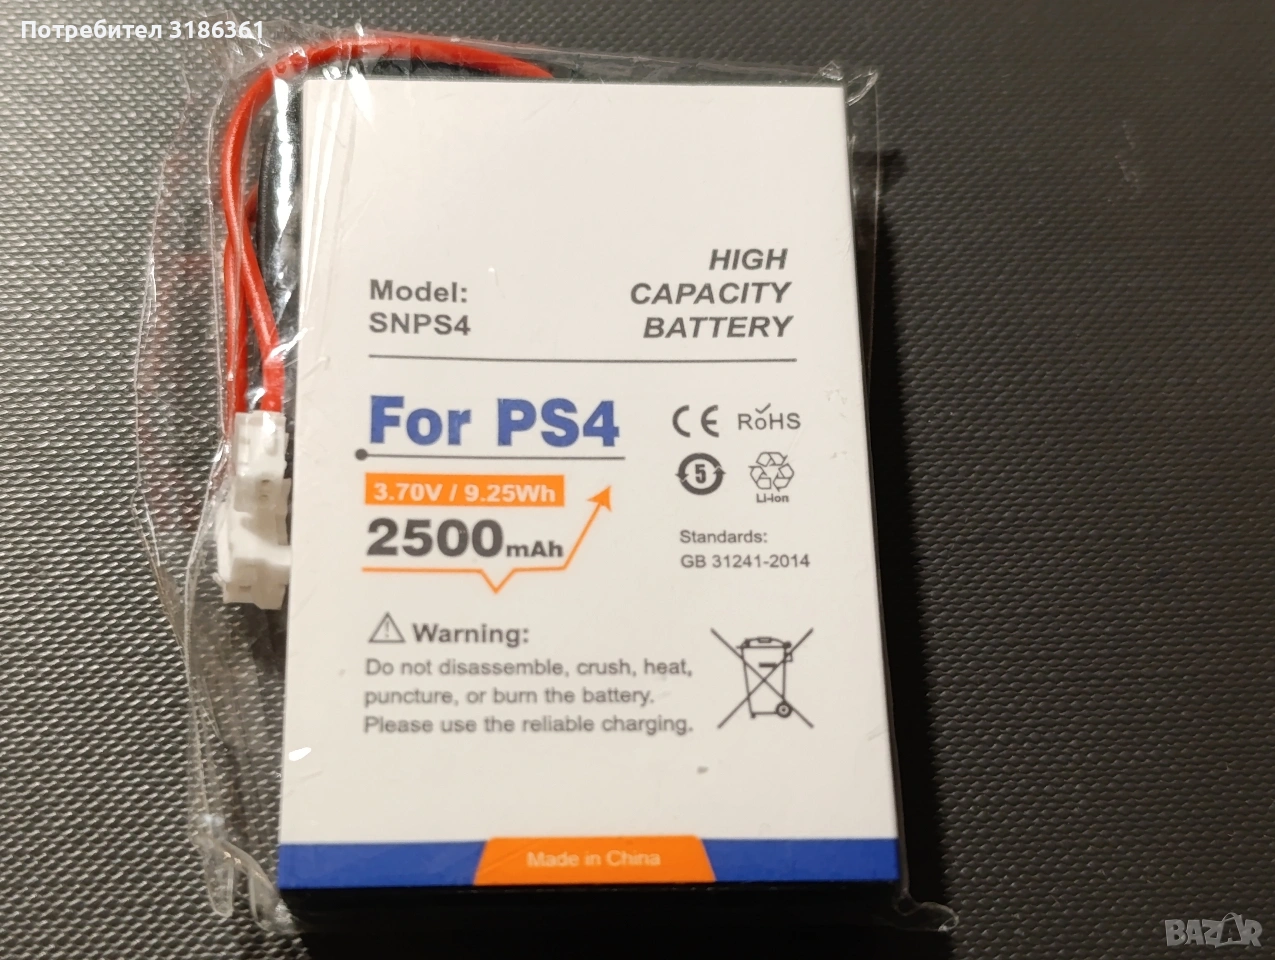 Потребител 3186361
HIGH
CAPACITY
BATTERY
Model:
SNPS4
For PS4
3.70V / 9.25Wh
2500mAh
CE RoHS
5
Li-ion
Standards:
GB 31241-2014
Warning:
Do not disassemble, crush, heat,
puncture, or burn the battery.
Please use the reliable charging.
Made in China
BAZAR